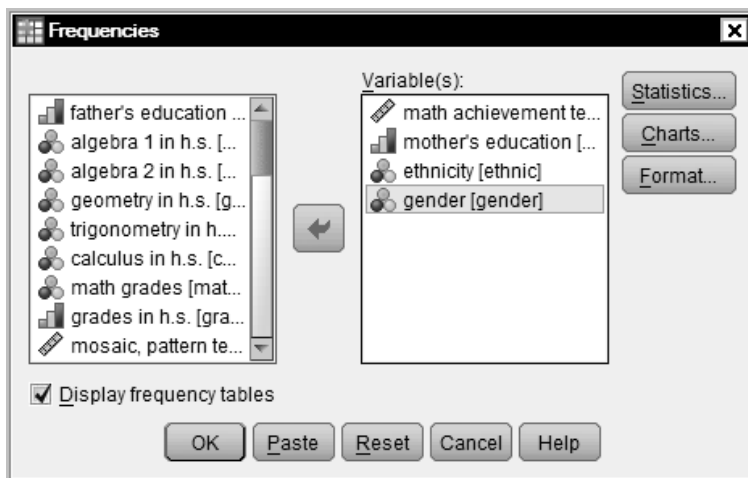 Frequencies
father's education ...
algebra 1 in h.s. [...
algebra 2 in h.s. [...
geometry in h.s. [g...
trigonometry in h....
calculus in h.s. [c...
math grades [mat...
grades in h.s. [gra...
mosaic, pattern te...
Variable(s):
math achievement te...
mother's education [...
ethnicity [ethnic]
gender [gender]
Statistics...
Charts...
Format...
Display frequency tables
OK Paste Reset Cancel Help